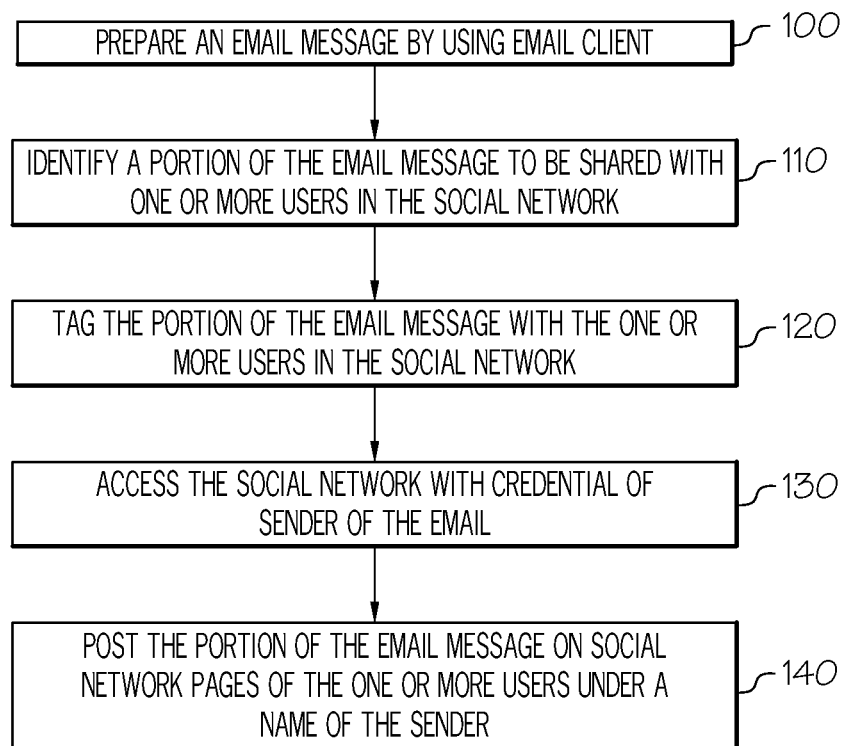 PREPARE AN EMAIL MESSAGE BY USING EMAIL CLIENT
100
IDENTIFY A PORTION OF THE EMAIL MESSAGE TO BE SHARED WITH
ONE OR MORE USERS IN THE SOCIAL NETWORK
110
TAG THE PORTION OF THE EMAIL MESSAGE WITH THE ONE OR
MORE USERS IN THE SOCIAL NETWORK
120
ACCESS THE SOCIAL NETWORK WITH CREDENTIAL OF
SENDER OF THE EMAIL
130
POST THE PORTION OF THE EMAIL MESSAGE ON SOCIAL
NETWORK PAGES OF THE ONE OR MORE USERS UNDER A
NAME OF THE SENDER
140